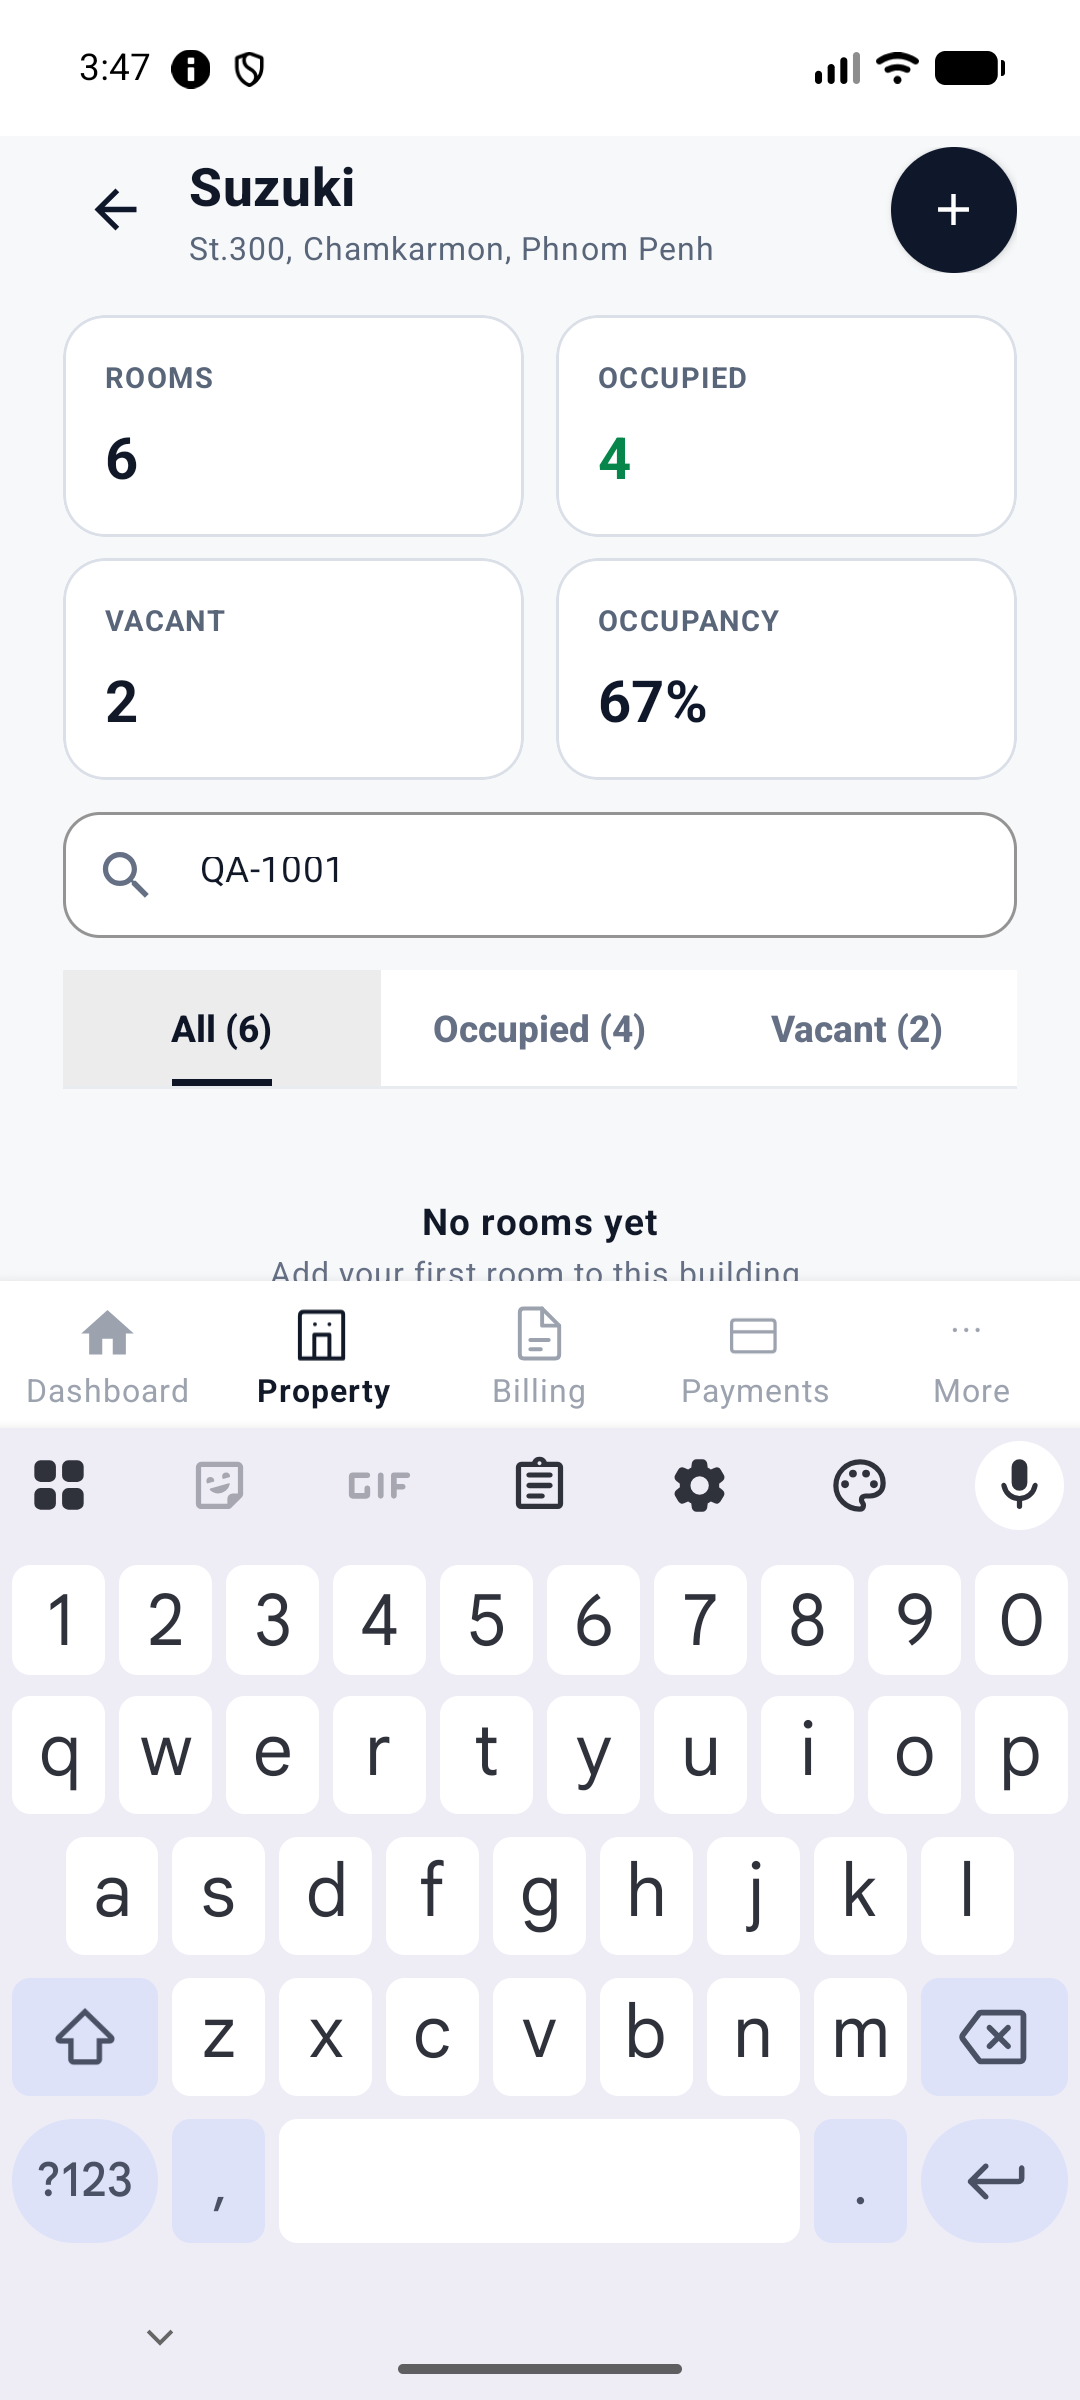 3:47
Suzuki
St.300, Chamkarmon, Phnom Penh
ROOMS
6
OCCUPIED
4
VACANT
2
OCCUPANCY
67%
QA-1001
All (6) Occupied (4) Vacant (2)
No rooms yet
Add your first room to this building
Dashboard Property Billing Payments More
GIF
1 2 3 4 5 6 7 8 9 0
q w e r t y u i o p
a s d f g h j k l
z x c v b n m
?123 , .